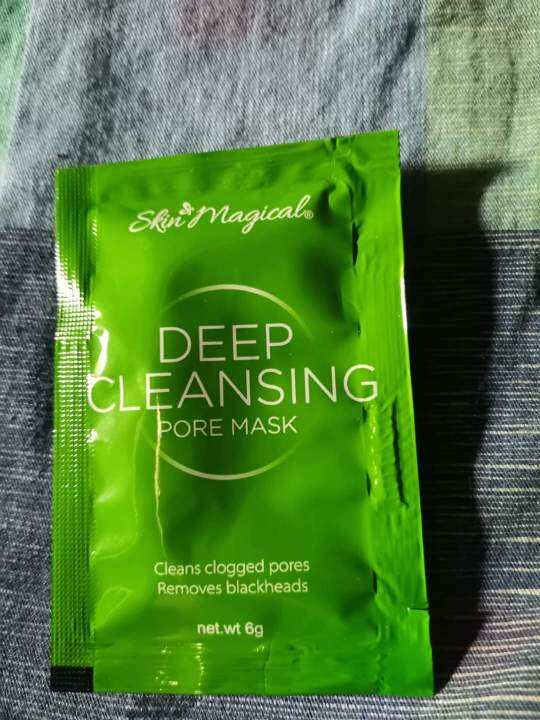 Skin Magical®
DEEP
CLEANSING
PORE MASK
Cleans clogged pores
Removes blackheads
net.wt 6g